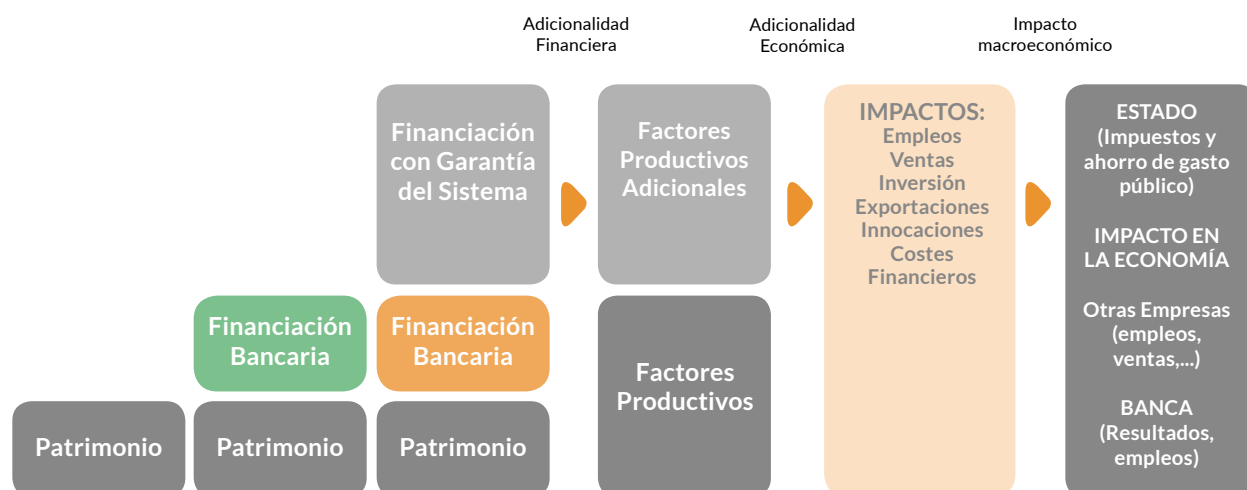 Adicionalidad
Financiera
Adicionalidad
Económica
Impacto
macroeconómico
Financiación
con Garantía
del Sistema
Factores
Productivos
Adicionales
IMPACTOS:
Empleos
Ventas
Inversión
Exportaciones
Innocaciones
Costes
Financieros
ESTADO
(Impuestos y
ahorro de gasto
público)
IMPACTO EN
LA ECONOMÍA
Otras Empresas
(empleos,
ventas,...)
BANCA
(Resultados,
empleos)
Financiación
Bancaria
Financiación
Bancaria
Factores
Productivos
Patrimonio
Patrimonio
Patrimonio